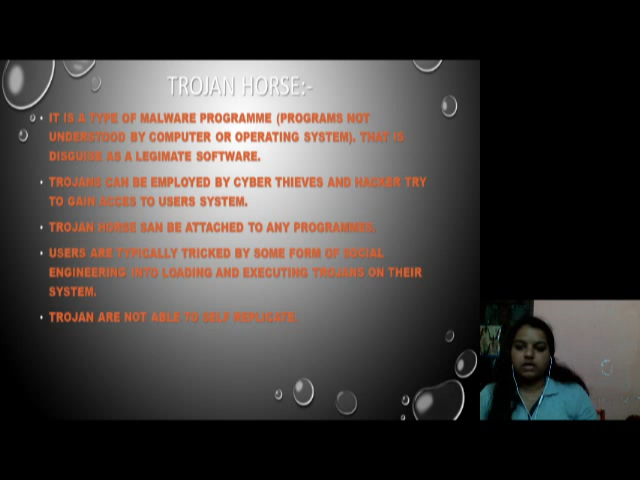 TROJAN HORSE:-
• IT IS A TYPE OF MALWARE PROGRAMME (PROGRAMS NOT
UNDERSTOOD BY COMPUTER OR OPERATING SYSTEM). THAT IS
DISGUISE AS A LEGIMATE SOFTWARE.
• TROJANS CAN BE EMPLOYED BY CYBER THIEVES AND HACKER TRY
TO GAIN ACCES TO USERS SYSTEM.
• TROJAN HORSE SAN BE ATTACHED TO ANY PROGRAMMES.
• USERS ARE TYPICALLY TRICKED BY SOME FORM OF SOCIAL
ENGINEERING INTO LOADING AND EXECUTING TROJANS ON THEIR
SYSTEM.
• TROJAN ARE NOT ABLE TO SELF REPLICATE.